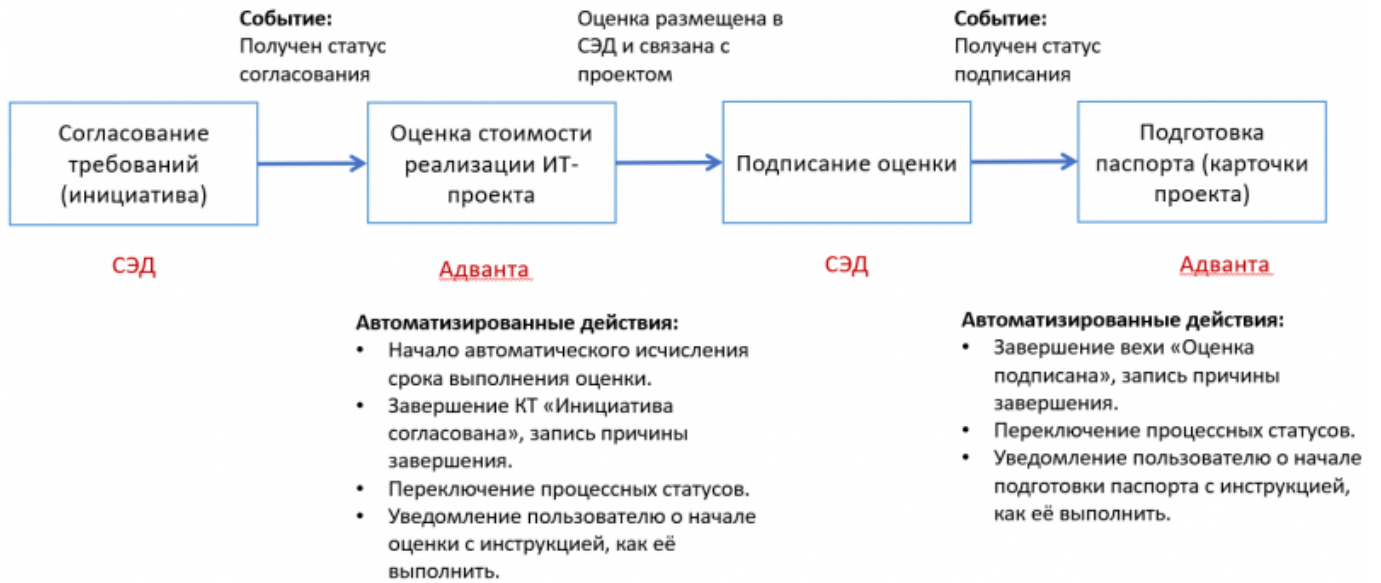 Событие:
Получен статус
согласования
Оценка размещена в
СЭД и связана с
проектом
Событие:
Получен статус
подписания
Согласование
требований
(инициатива)
Оценка стоимости
реализации ИТ-
проекта
Подписание оценки
Подготовка
паспорта (карточки
проекта)
СЭД
Адванта
СЭД
Адванта
Автоматизированные действия:
• Начало автоматического исчисления
срока выполнения оценки.
• Завершение КТ «Инициатива
согласована», запись причины
завершения.
• Переключение процессных статусов.
• Уведомление пользователю о начале
оценки с инструкцией, как её
выполнить.
Автоматизированные действия:
• Завершение вехи «Оценка
подписана», запись причины
завершения.
• Переключение процессных статусов.
• Уведомление пользователю о начале
подготовки паспорта с инструкцией,
как её выполнить.